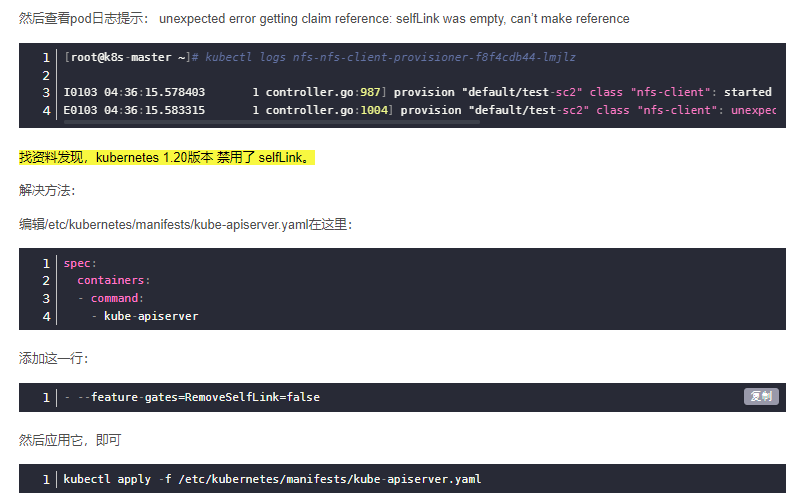 然后查看pod日志提示： unexpected error getting claim reference: selfLink was empty, can’t make reference
1 [root@k8s-master ~]# kubectl logs nfs-nfs-client-provisioner-f8f4cdb44-lmjlz
2
3 I0103 04:36:15.578403 1 controller.go:987] provision "default/test-sc2" class "nfs-client": started
4 E0103 04:36:15.583315 1 controller.go:1004] provision "default/test-sc2" class "nfs-client": unexpec
找资料发现，kubernetes 1.20版本 禁用了 selfLink。
解决方法：
编辑/etc/kubernetes/manifests/kube-apiserver.yaml在这里：
1 spec:
2 containers:
3 - command:
4 - kube-apiserver
添加这一行：
1 - --feature-gates=RemoveSelfLink=false
复制
然后应用它，即可
1 kubectl apply -f /etc/kubernetes/manifests/kube-apiserver.yaml